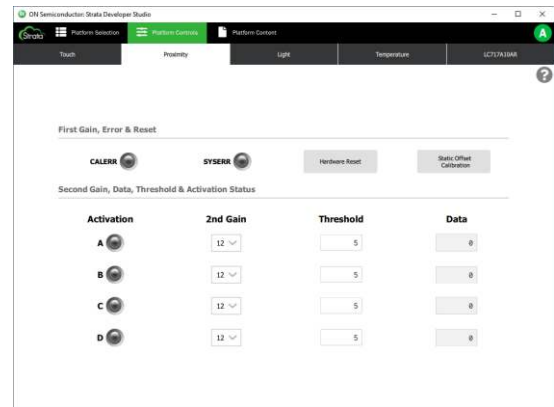 ON Semiconductor: Strata Developer Studio
Strata Platform Selection Platform Controls Platform Content A
Touch Proximity Light Temperature LC717A10AR
?
First Gain, Error & Reset
CALERR SYSERR Hardware Reset Static Offset
Calibration
Second Gain, Data, Threshold & Activation Status
Activation 2nd Gain Threshold Data
A 12 5 0
B 12 5 0
C 12 5 0
D 12 5 0